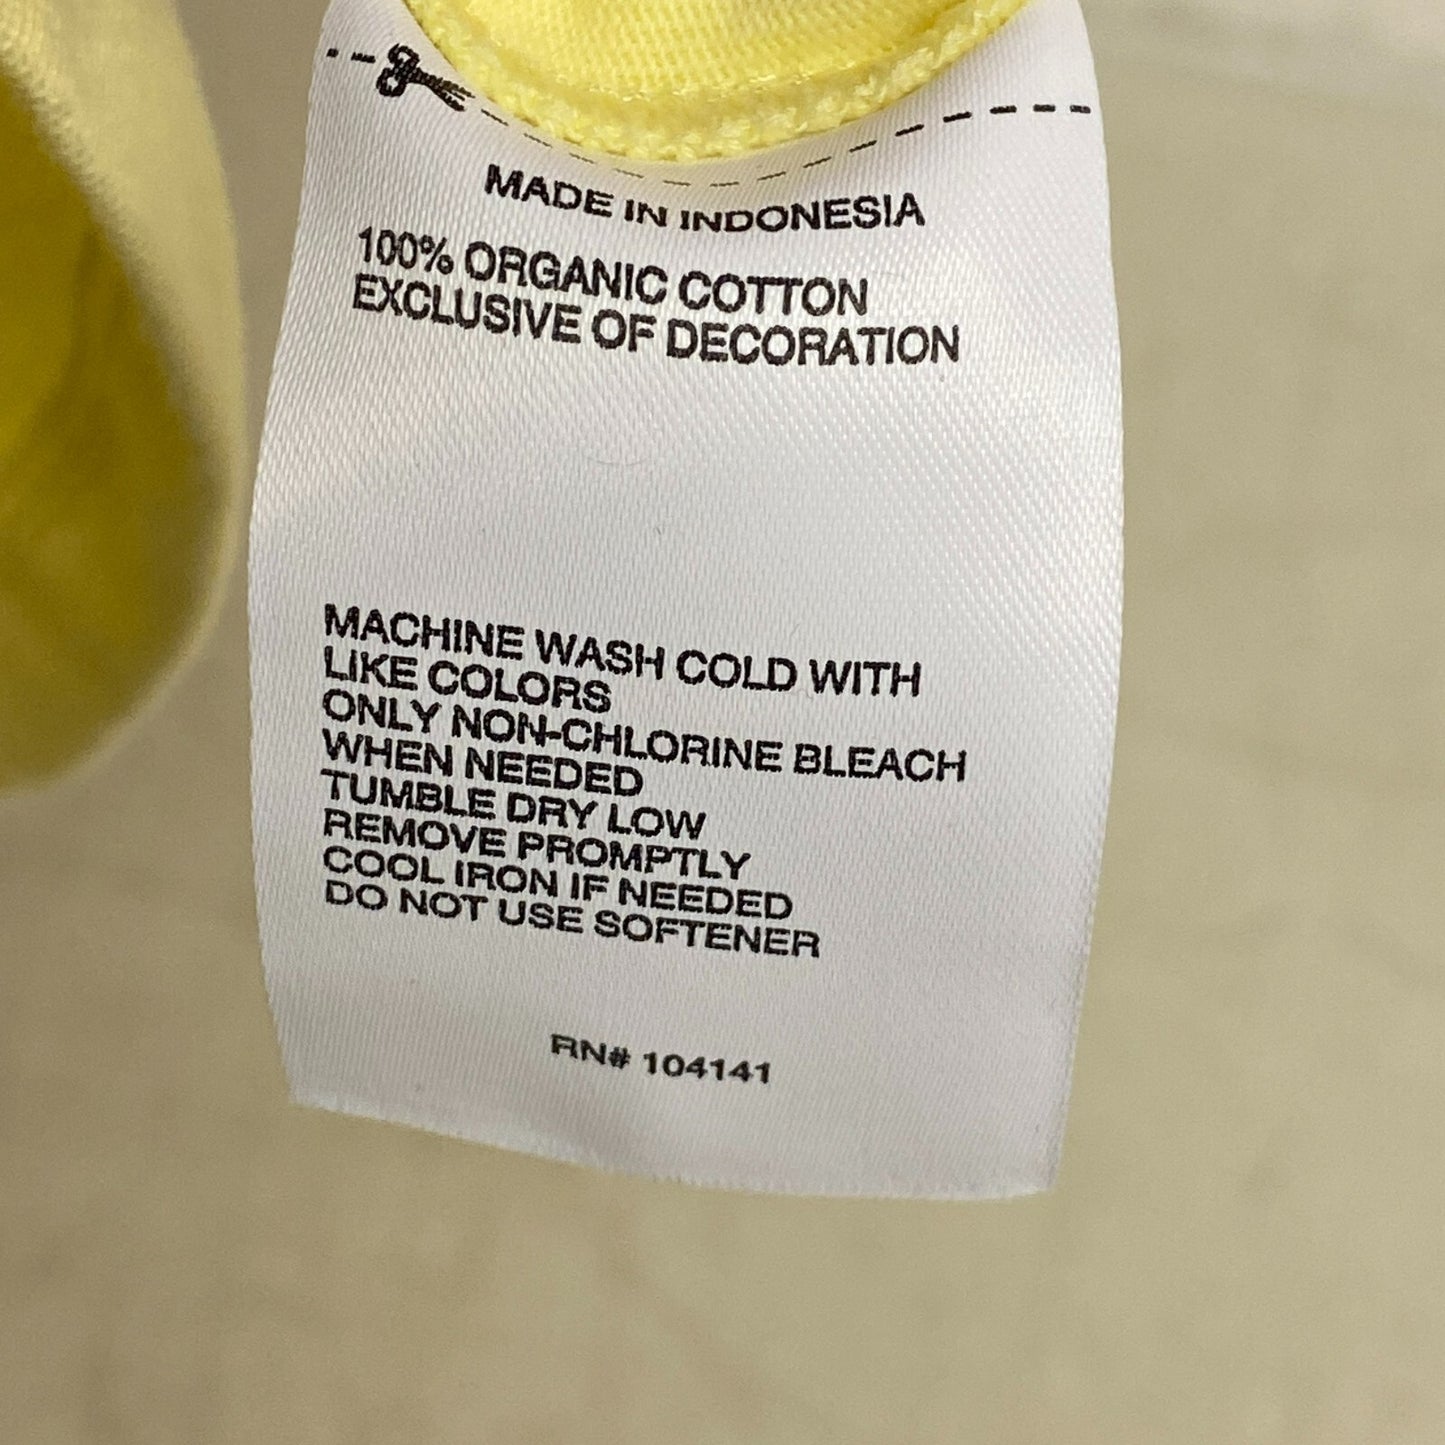 MADE IN INDONESIA
100% ORGANIC COTTON
EXCLUSIVE OF DECORATION
MACHINE WASH COLD WITH
LIKE COLORS
ONLY NON-CHLORINE BLEACH
WHEN NEEDED
TUMBLE DRY LOW
REMOVE PROMPTLY
COOL IRON IF NEEDED
DO NOT USE SOFTENER
RN# 104141